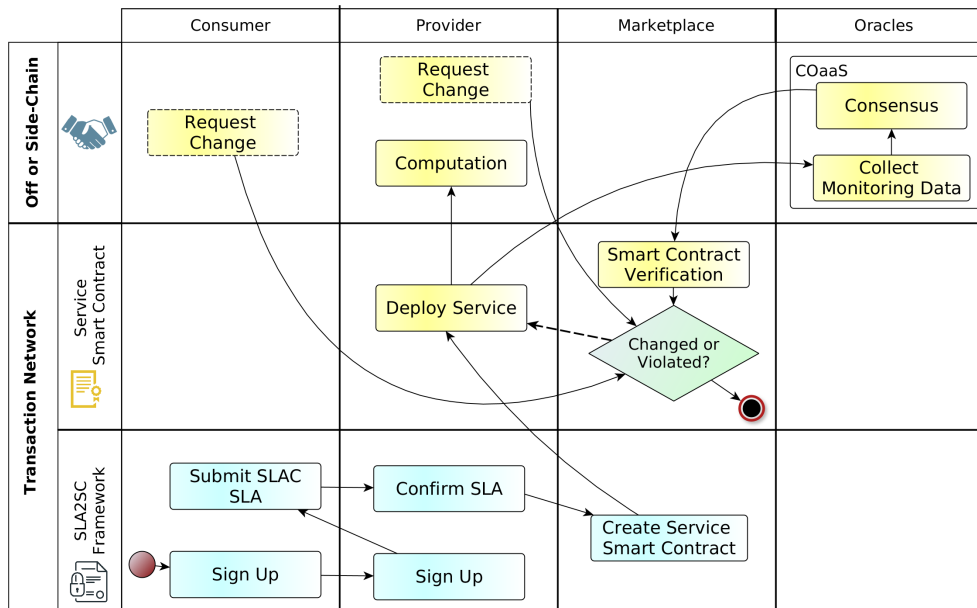 Consumer
Provider
Marketplace
Oracles
Off or Side-Chain
Request
Change
Request
Change
Computation
COaaS
Consensus
Collect
Monitoring Data
Transaction Network
Service
Smart Contract
Deploy Service
Smart Contract
Verification
Changed or
Violated?
SLA2SC
Framework
Submit SLAC
SLA
Confirm SLA
Create Service
Smart Contract
Sign Up
Sign Up